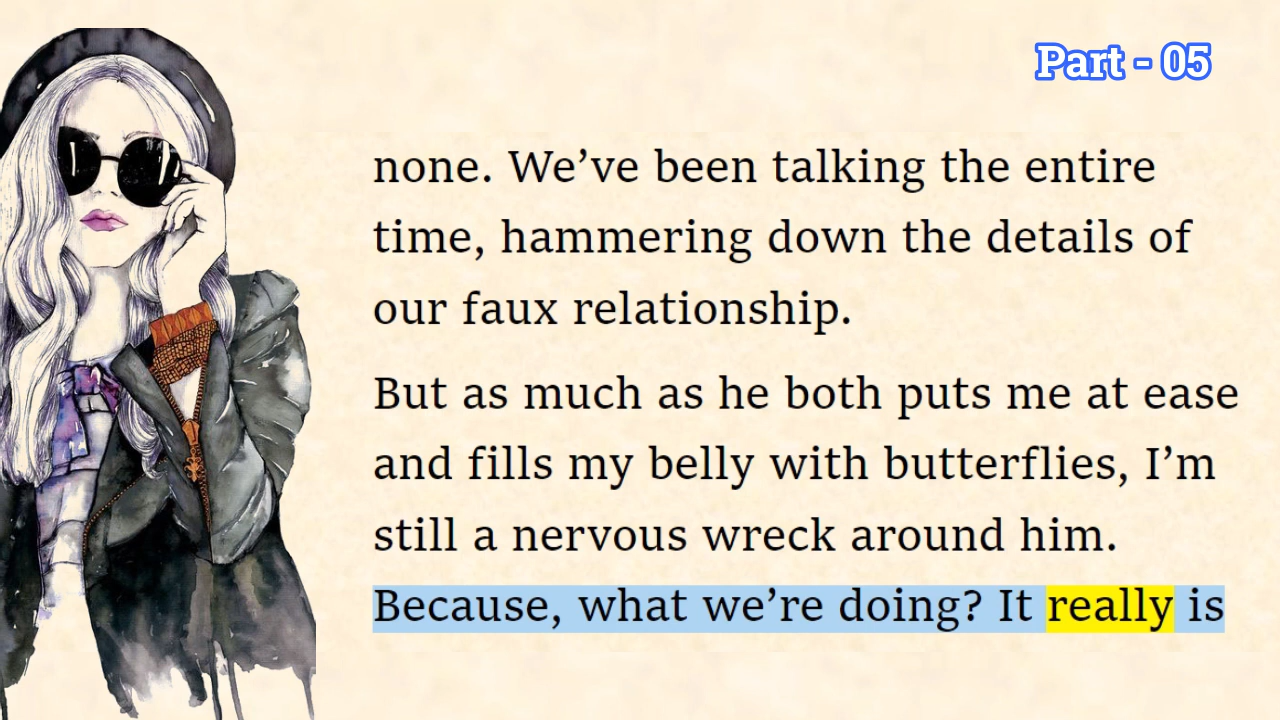 Part - 05
none. We’ve been talking the entire
time, hammering down the details of
our faux relationship.
But as much as he both puts me at ease
and fills my belly with butterflies, I’m
still a nervous wreck around him.
Because, what we’re doing? It really is